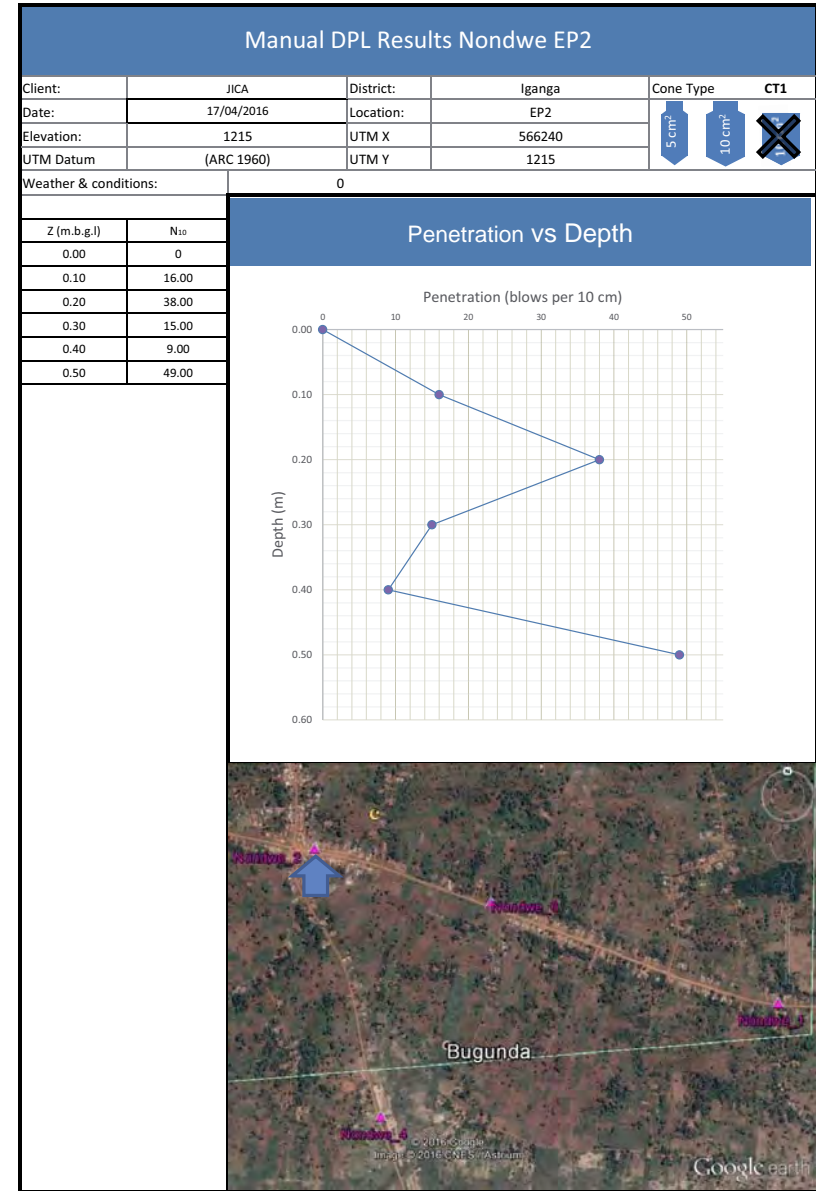 Manual DPL Results Nondwe EP2
Client: JICA District: Iganga Cone Type CT1
Date: 17/04/2016 Location: EP2
Elevation: 1215 UTM X 566240
UTM Datum (ARC 1960) UTM Y 1215
5 cm² 10 cm²
Weather & conditions: 0
Z (m.b.g.l) N10
0.00 0
0.10 16.00
0.20 38.00
0.30 15.00
0.40 9.00
0.50 49.00
Penetration vs Depth
Penetration (blows per 10 cm)
0 10 20 30 40 50
0.00
0.10
0.20
0.30
0.40
0.50
0.60
Depth (m)
Nondwe_2
Nondwe_1
Bugunda
Nondwe_4
© 2016 Google
Image © 2016 CNES / Astrium
Google earth